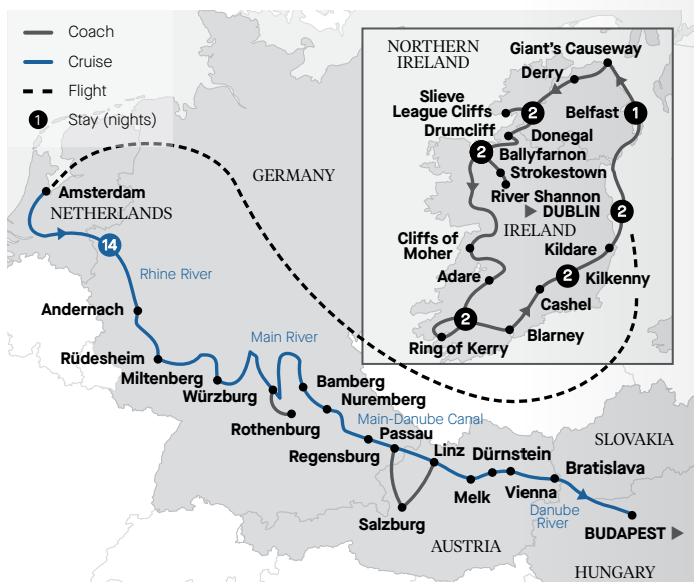 Coach
Cruise
Flight
1 Stay (nights)
NORTHERN
IRELAND
Giant's Causeway
Derry
Slieve
League Cliffs
2
Belfast
1
Drumcliff
Donegal
2
Ballyfarnon
Strokestown
River Shannon
DUBLIN
2
IRELAND
Cliffs of
Moher
Kildare
Adare
2
Kilkenny
Cashel
2
Ring of Kerry
Blarney
GERMANY
Amsterdam
NETHERLANDS
14
Rhine River
Andernach
Main River
Rüdesheim
Miltenberg
Würzburg
Bamberg
Nuremberg
Rothenburg
Main-Danube Canal
Passau
Regensburg
Linz
Dürnstein
SLOVAKIA
Bratislava
Melk
Vienna
Danube
River
Salzburg
BUDAPEST
AUSTRIA
HUNGARY